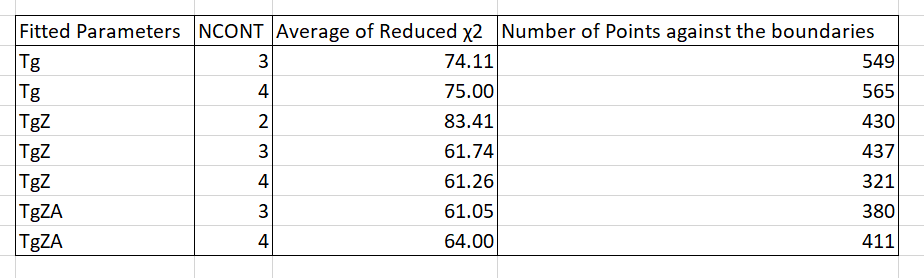 Fitted Parameters NCONT Average of Reduced χ2 Number of Points against the boundaries
Tg 3 74.11 549
Tg 4 75.00 565
TgZ 2 83.41 430
TgZ 3 61.74 437
TgZ 4 61.26 321
TgZA 3 61.05 380
TgZA 4 64.00 411